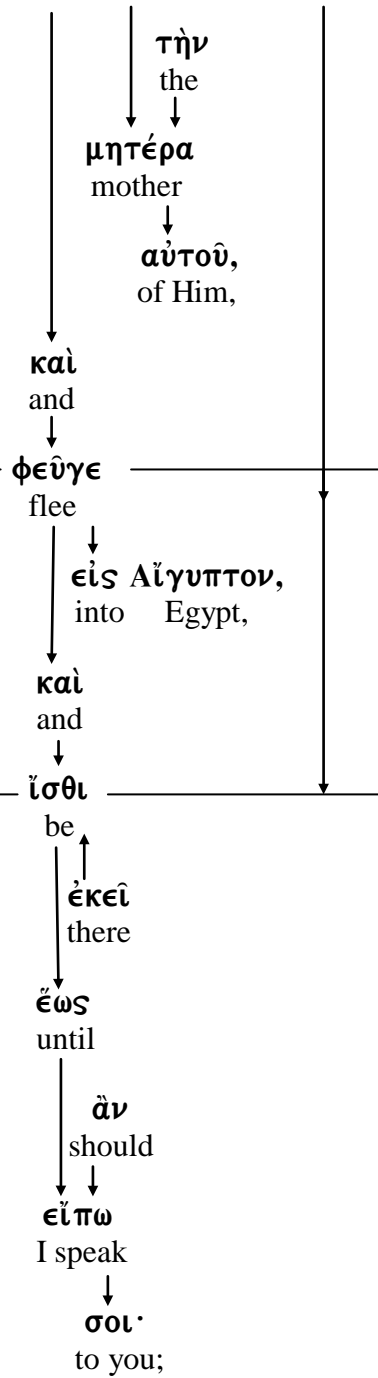 τὴν
the
μητέρα
mother
αὐτοῦ,
of Him,
καὶ
and
φεῦγε
flee
εἰς Αἴγυπτον,
into Egypt,
καὶ
and
ἴσθι
be
ἐκεῖ
there
ἕως
until
ἂν
should
εἴπω
I speak
σοι·
to you;